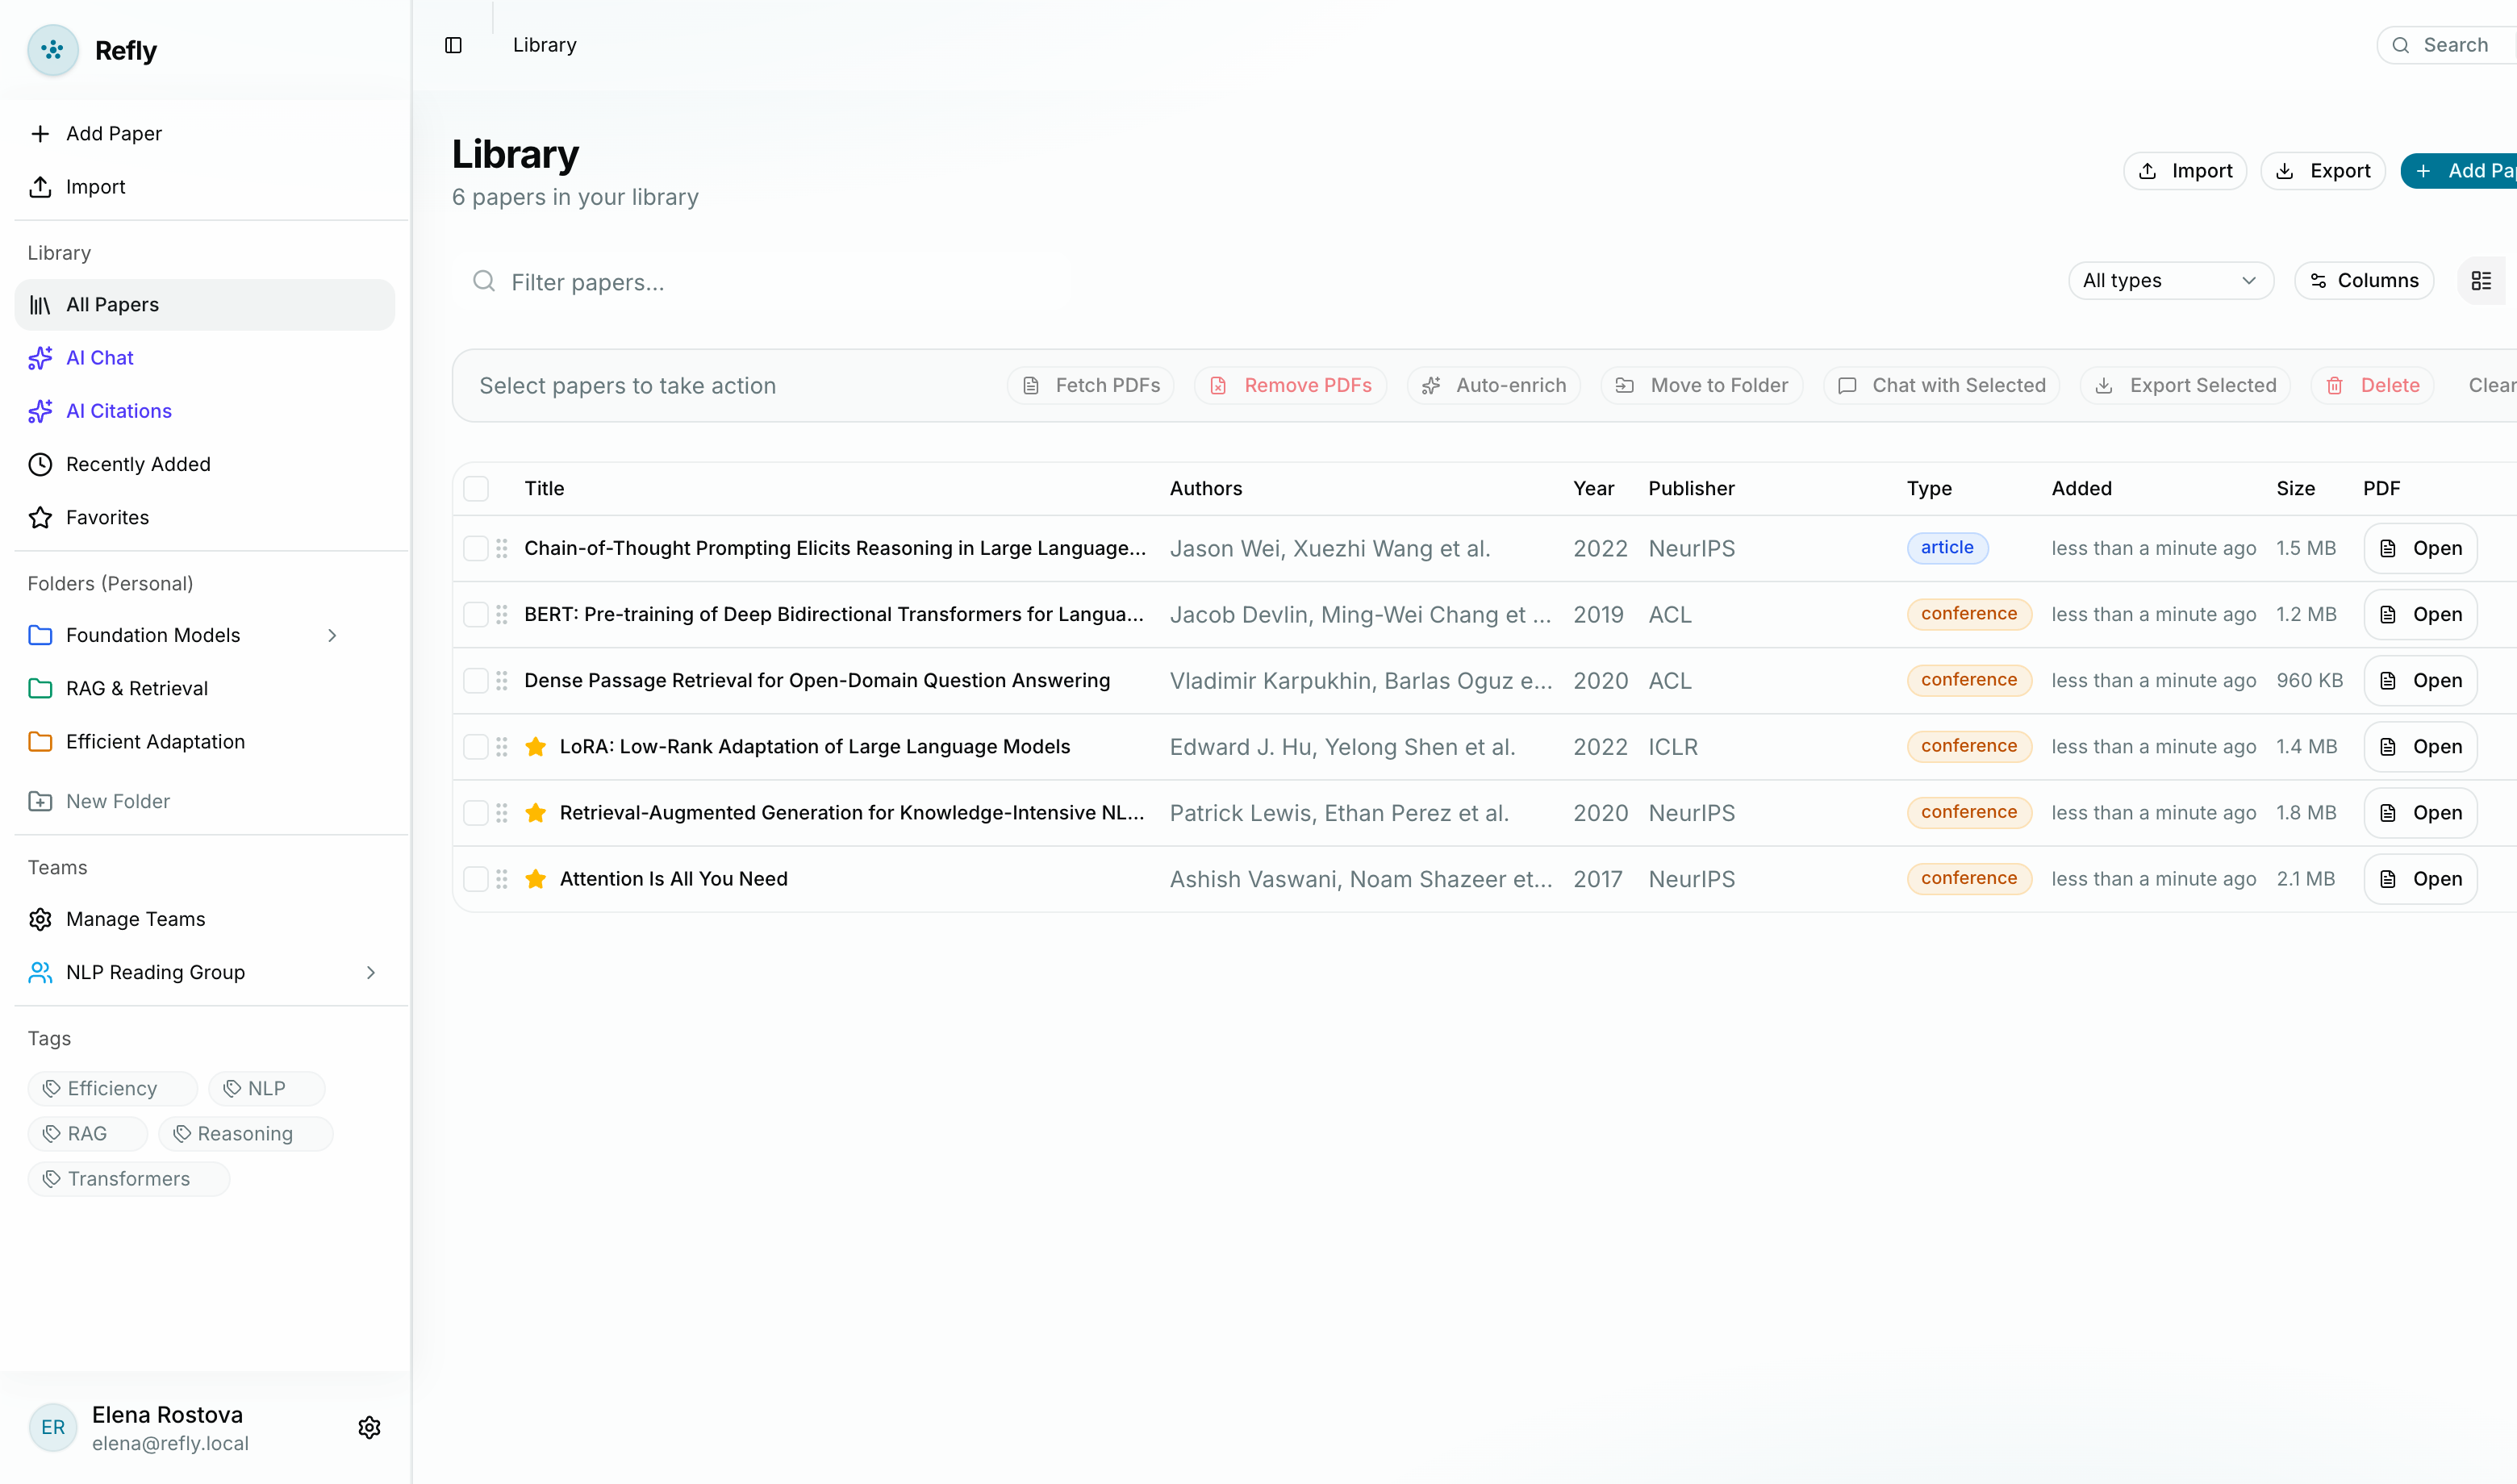 Refly
Add Paper
Import
Library
All Papers
AI Chat
AI Citations
Recently Added
Favorites
Folders (Personal)
Foundation Models
RAG & Retrieval
Efficient Adaptation
New Folder
Teams
Manage Teams
NLP Reading Group
Tags
Efficiency NLP
RAG Reasoning
Transformers
ER Elena Rostova
elena@refly.local
Library Search
Library
6 papers in your library
Import Export Add Pap
Filter papers... All types Columns
Select papers to take action Fetch PDFs Remove PDFs Auto-enrich Move to Folder Chat with Selected Export Selected Delete Clear
Title Authors Year Publisher Type Added Size PDF
Chain-of-Thought Prompting Elicits Reasoning in Large Language... Jason Wei, Xuezhi Wang et al. 2022 NeurIPS article less than a minute ago 1.5 MB Open
BERT: Pre-training of Deep Bidirectional Transformers for Langua... Jacob Devlin, Ming-Wei Chang et ... 2019 ACL conference less than a minute ago 1.2 MB Open
Dense Passage Retrieval for Open-Domain Question Answering Vladimir Karpukhin, Barlas Oguz e... 2020 ACL conference less than a minute ago 960 KB Open
LoRA: Low-Rank Adaptation of Large Language Models Edward J. Hu, Yelong Shen et al. 2022 ICLR conference less than a minute ago 1.4 MB Open
Retrieval-Augmented Generation for Knowledge-Intensive NL... Patrick Lewis, Ethan Perez et al. 2020 NeurIPS conference less than a minute ago 1.8 MB Open
Attention Is All You Need Ashish Vaswani, Noam Shazeer et... 2017 NeurIPS conference less than a minute ago 2.1 MB Open